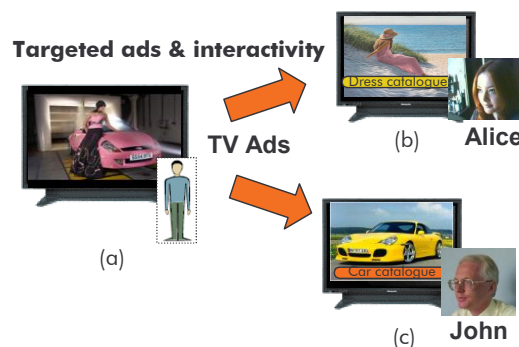 Targeted ads & interactivity
Dress catalogue
(b)
Alice
TV Ads
(a)
Car catalogue
(c)
John